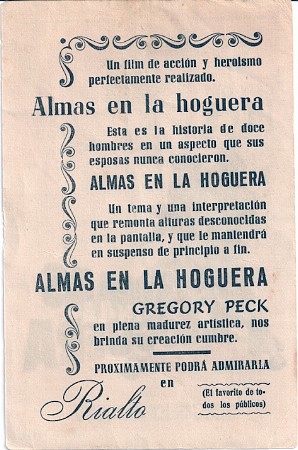 Un film de acción y heroísmo
perfectamente realizado.
Almas en la hoguera
Esta es la historia de doce
hombres en un aspecto que sus
esposas nunca conocieron.
ALMAS EN LA HOGUERA
Un tema y una interpretación
que remonta alturas desconocidas
en la pantalla, y que le mantendrá
en suspenso de principio a fin.
ALMAS EN LA HOGUERA
GREGORY PECK
en plena madurez artística, nos
brinda su creación cumbre.
PROXIMAMENTE PODRÁ ADMIRARLA
en
Rialto
(El favorito de to-
dos los públicos)